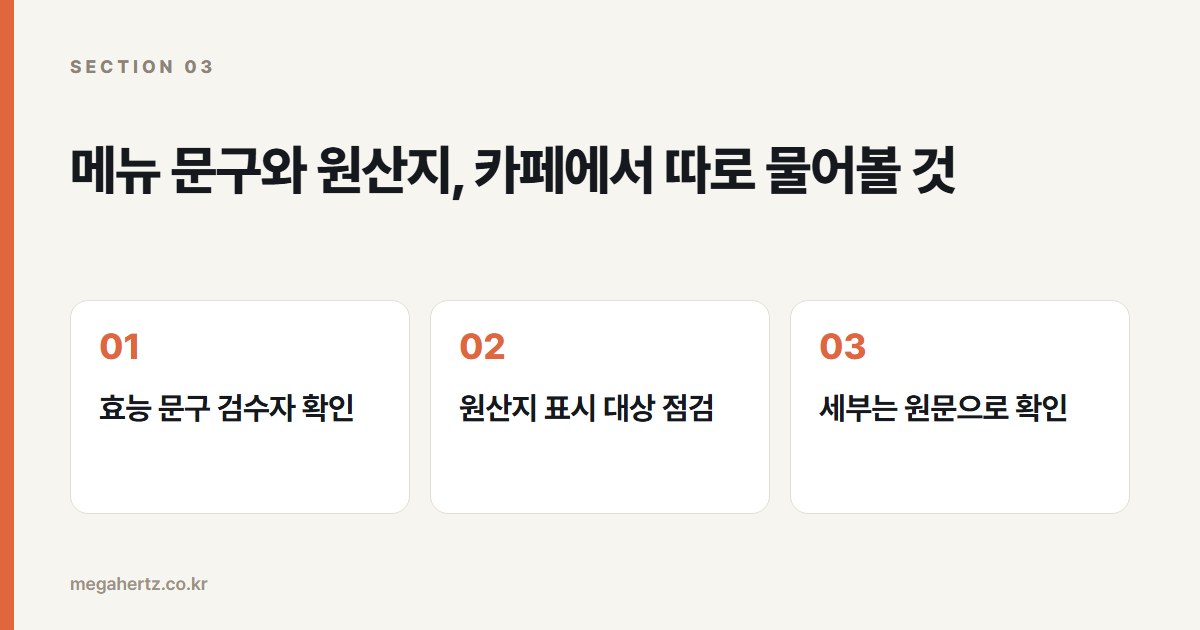 SECTION 03
메뉴 문구와 원산지, 카페에서 따로 물어볼 것
01
효능 문구 검수자 확인
02
원산지 표시 대상 점검
03
세부는 원문으로 확인
megahertz.co.kr